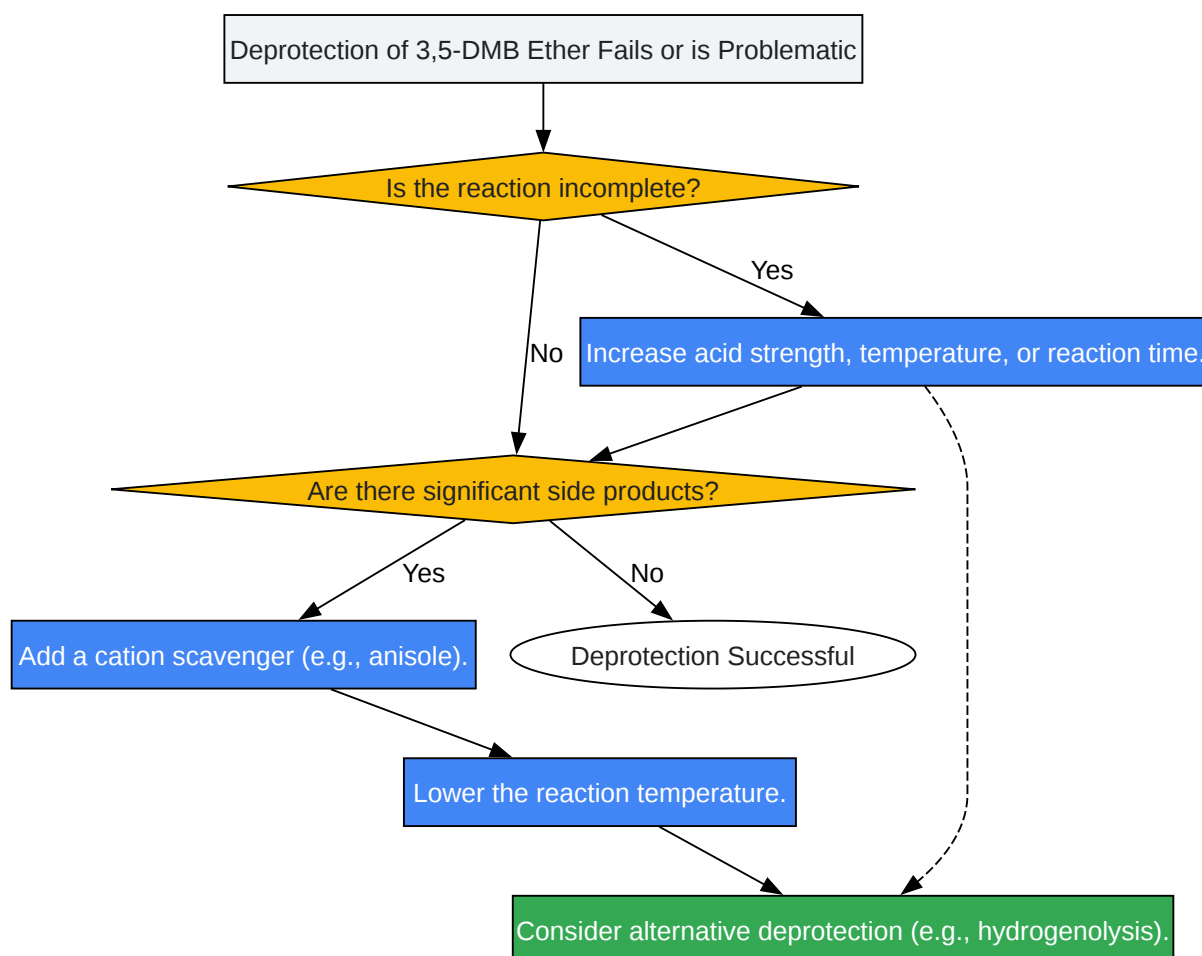 Deprotection of 3,5-DMB Ether Fails or is Problematic
Is the reaction incomplete?
Yes
No
Increase acid strength, temperature, or reaction time.
Are there significant side products?
Yes
No
Add a cation scavenger (e.g., anisole).
Deprotection Successful
Lower the reaction temperature.
Consider alternative deprotection (e.g., hydrogenolysis).